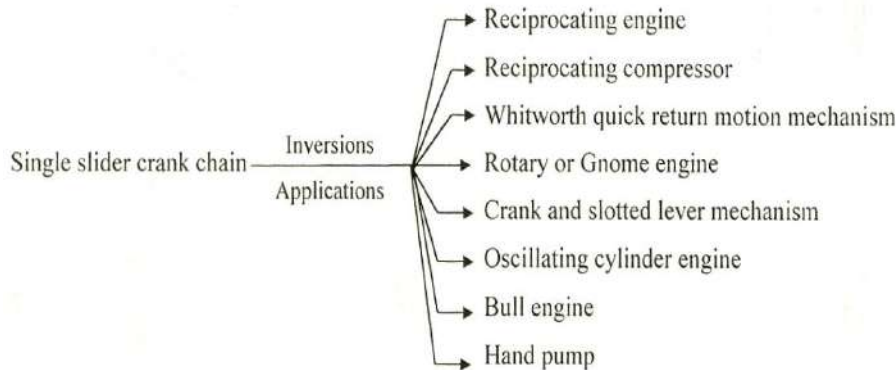 Reciprocating engine
Reciprocating compressor
Whitworth quick return motion mechanism
Single slider crank chain
Inversions
Applications
Rotary or Gnome engine
Crank and slotted lever mechanism
Oscillating cylinder engine
Bull engine
Hand pump